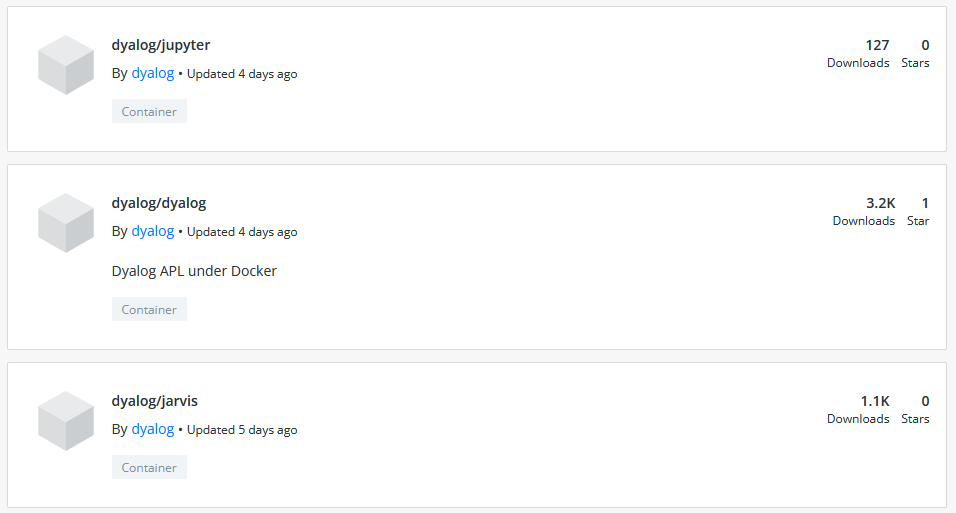 dyalog/jupyter
127 0
By dyalog • Updated 4 days ago
Downloads Stars
Container
dyalog/dyalog
3.2K 1
By dyalog • Updated 4 days ago
Downloads Star
Dyalog APL under Docker
Container
dyalog/jarvis
1.1K 0
By dyalog • Updated 5 days ago
Downloads Stars
Container